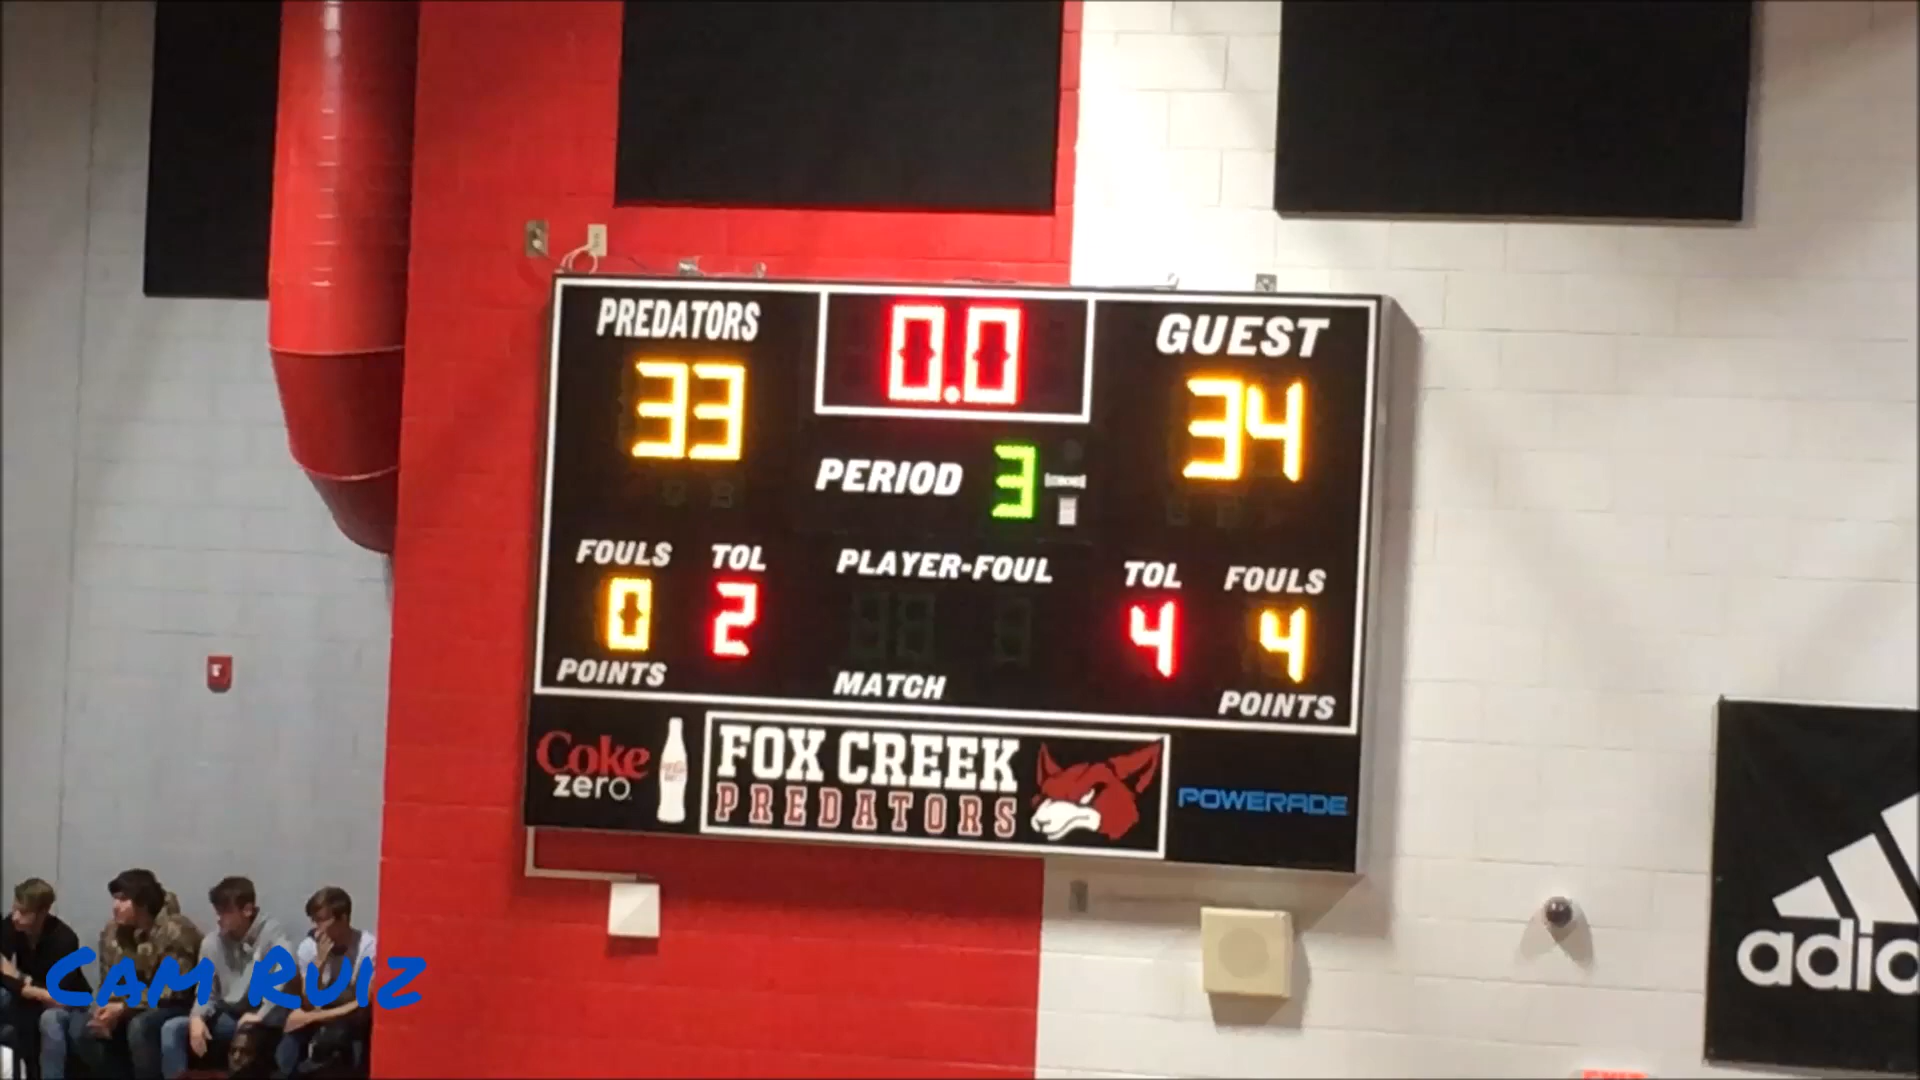 PREDATORS
0.0
GUEST
33
34
PERIOD 3
FOULS TOL PLAYER-FOUL TOL FOULS
0 2 4 4
POINTS MATCH POINTS
Coke zero
FOX CREEK
PREDATORS
POWERADE
adid
Cam Ruiz